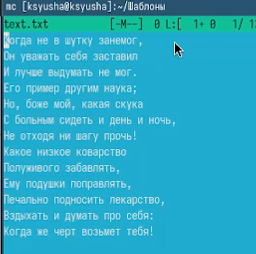 mc [ksyusha@ksyusha]:~/Шаблоны
text.txt [-M--] 0 L:[ 1+ 0 1/ 1
Когда не в шутку занемог,
Он уважать себя заставил
И лучше выдумать не мог.
Его пример другим наука;
Но, боже мой, какая скука
С больным сидеть и день и ночь,
Не отходя ни шагу прочь!
Какое низкое коварство
Полуживого забавлять,
Ему подушки поправлять,
Печально подносить лекарство,
Вздыхать и думать про себя:
Когда же черт возьмет тебя!